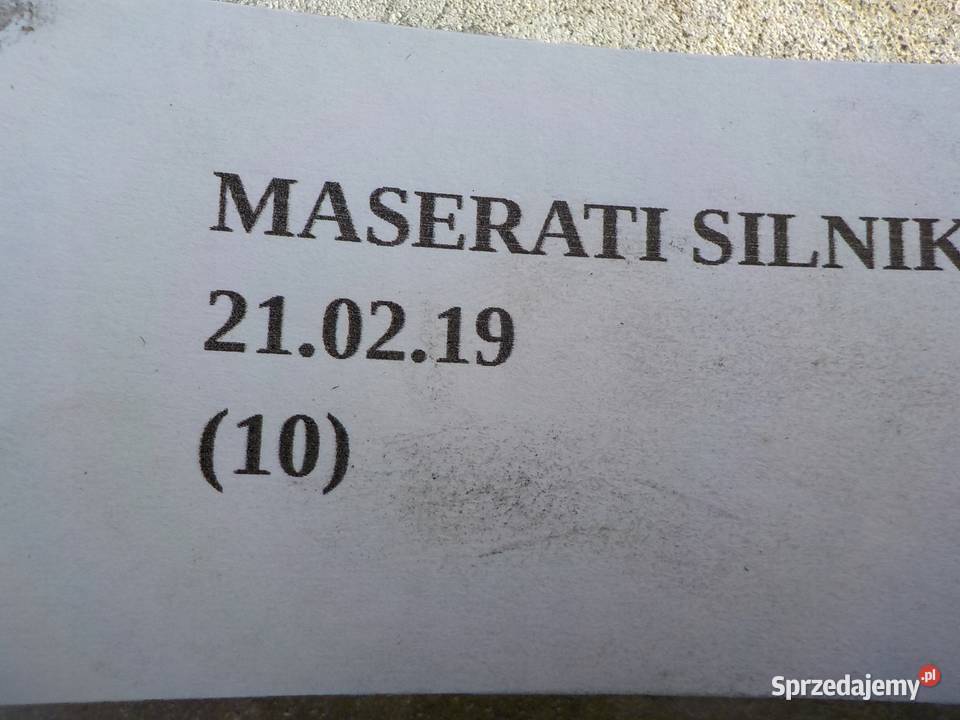 MASERATI SILNIK
21.02.19
(10)
Sprzedajemy.pl